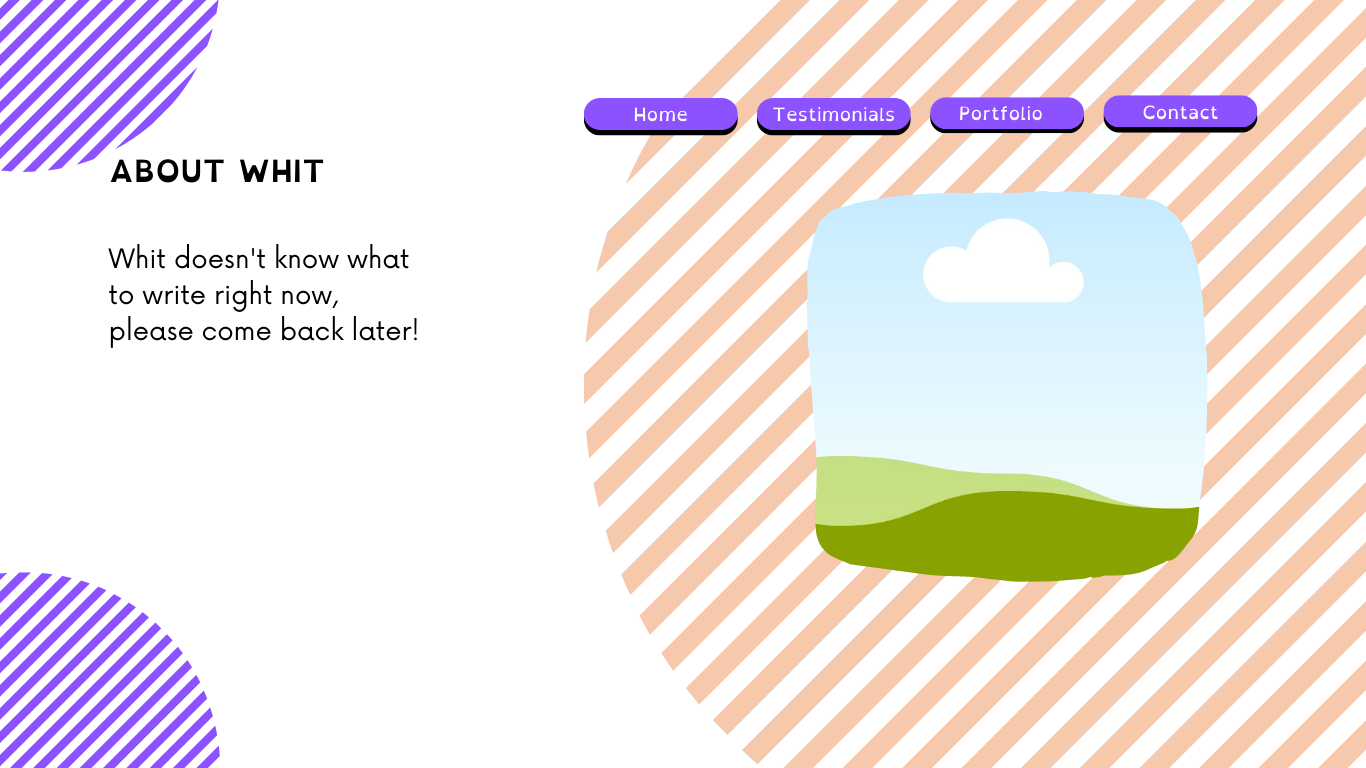 Home
Testimonials
Portfolio
Contact
ABOUT WHIT
Whit doesn't know what
to write right now,
please come back later!